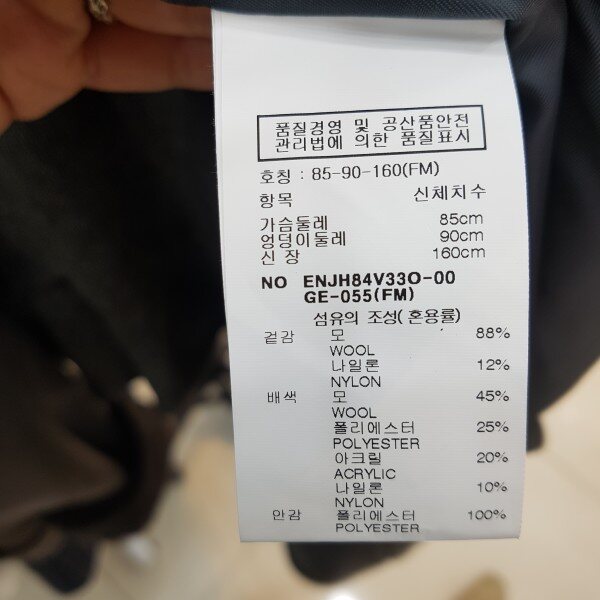 품질경영 및 공산품안전
관리법에 의한 품질표시
호칭 : 85-90-160(FM)
항목 신체치수
가슴둘레 85cm
엉덩이둘레 90cm
신 장 160cm
NO ENJH84V33O-00
GE-055(FM)
섬유의 조성( 혼용률)
겉감 모 88%
WOOL
나일론 12%
NYLON
배색 모 45%
WOOL
폴리에스터 25%
POLYESTER
아크릴 20%
ACRYLIC
나일론 10%
NYLON
안감 폴리에스터 100%
POLYESTER